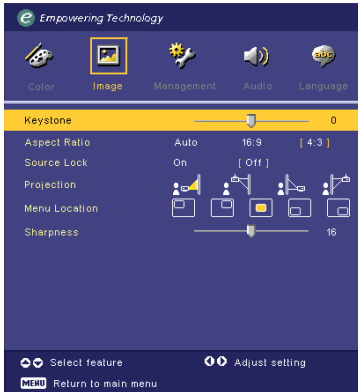 e Empowering Technology
Color Image Management Audio Language
Keystone 0
Aspect Ratio Auto 16:9 [ 4:3 ]
Source Lock On [ Off ]
Projection
Menu Location
Sharpness 16
Select feature Adjust setting
MENU Return to main menu